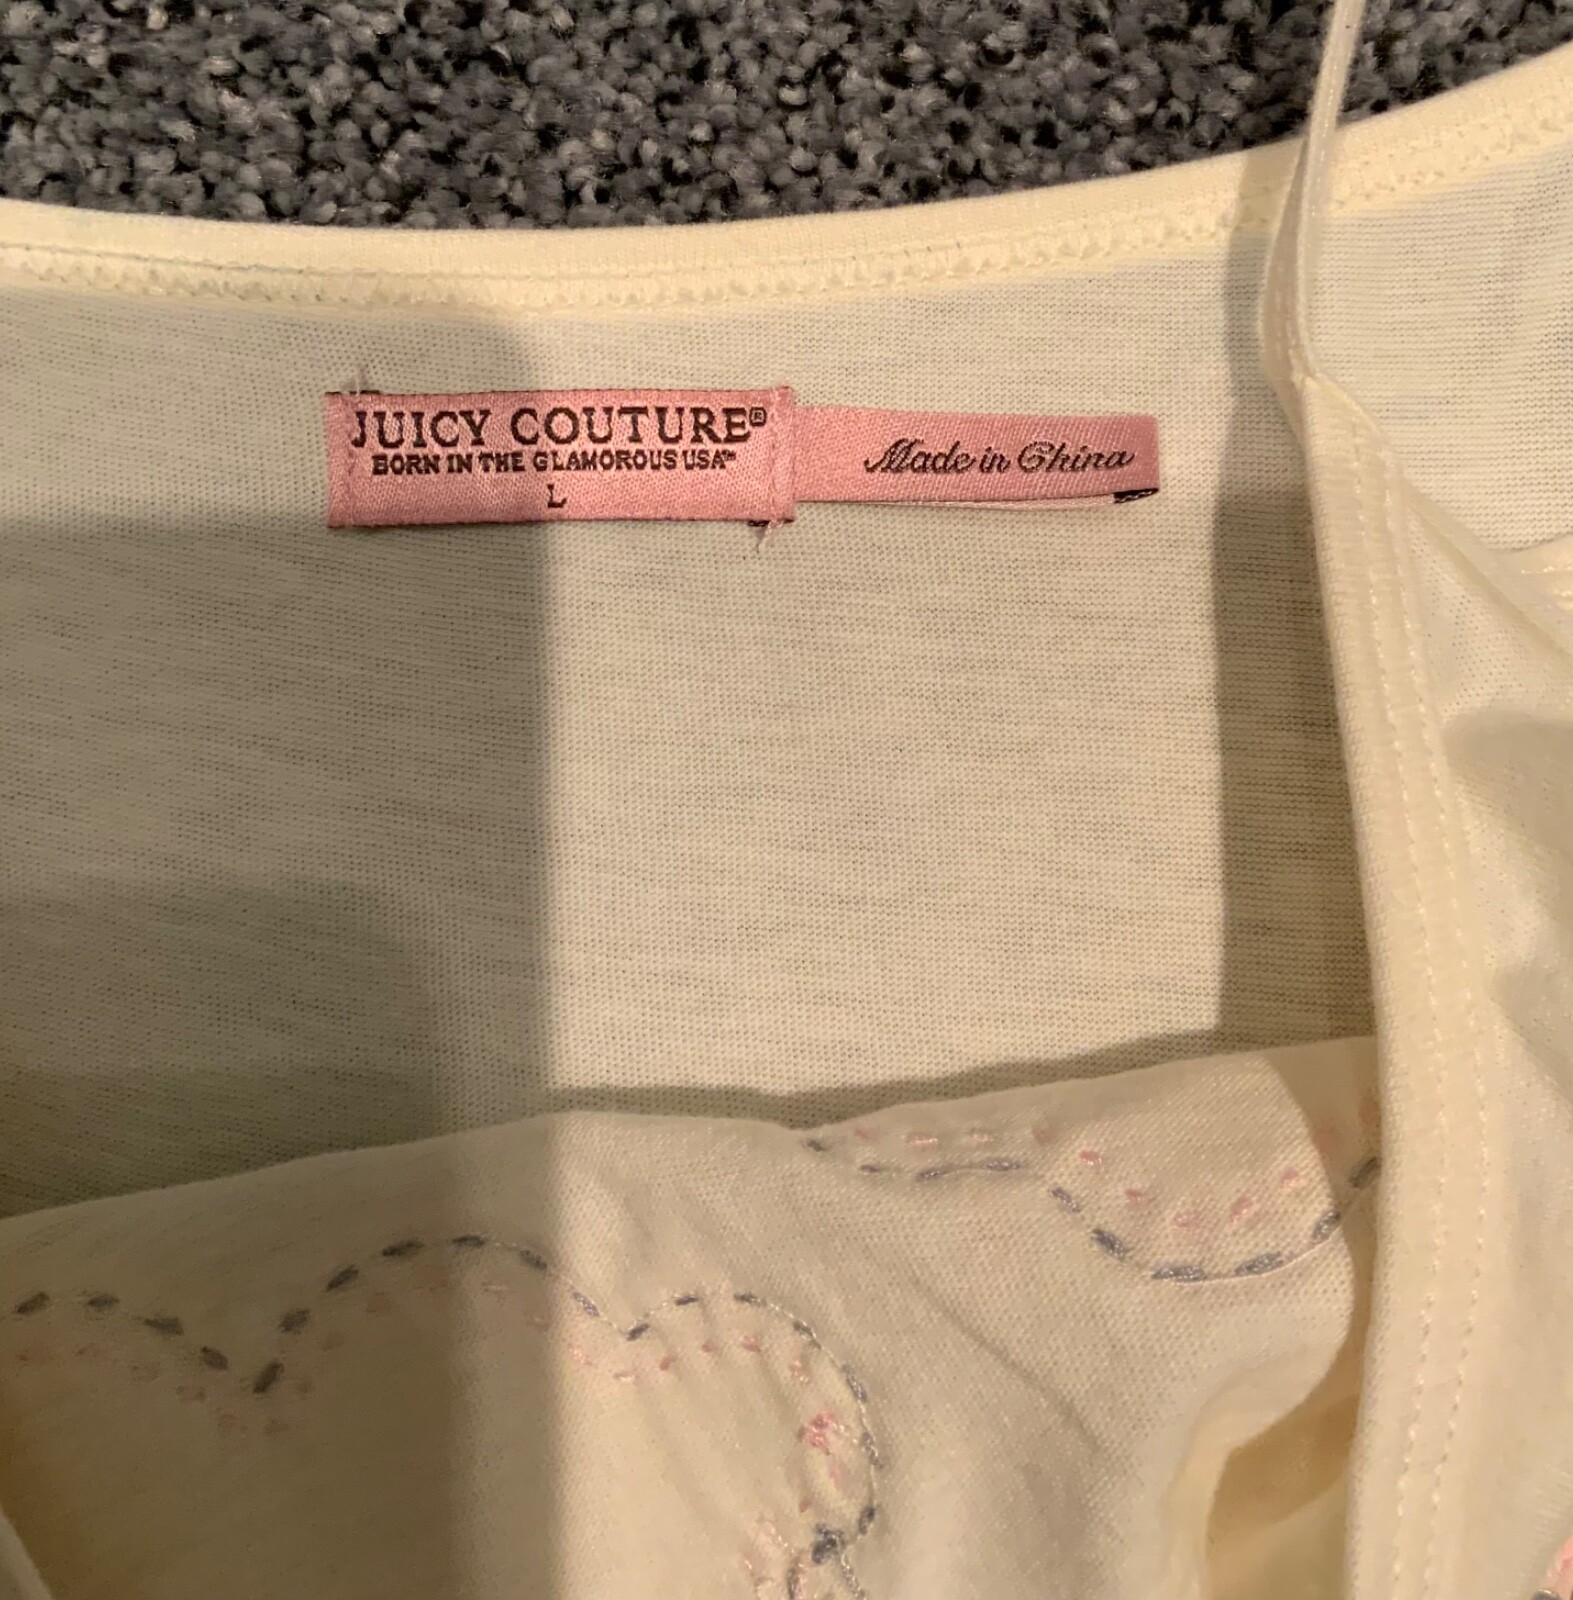 JUICY COUTURE®
BORN IN THE GLAMOROUS USA™
L
Made in China